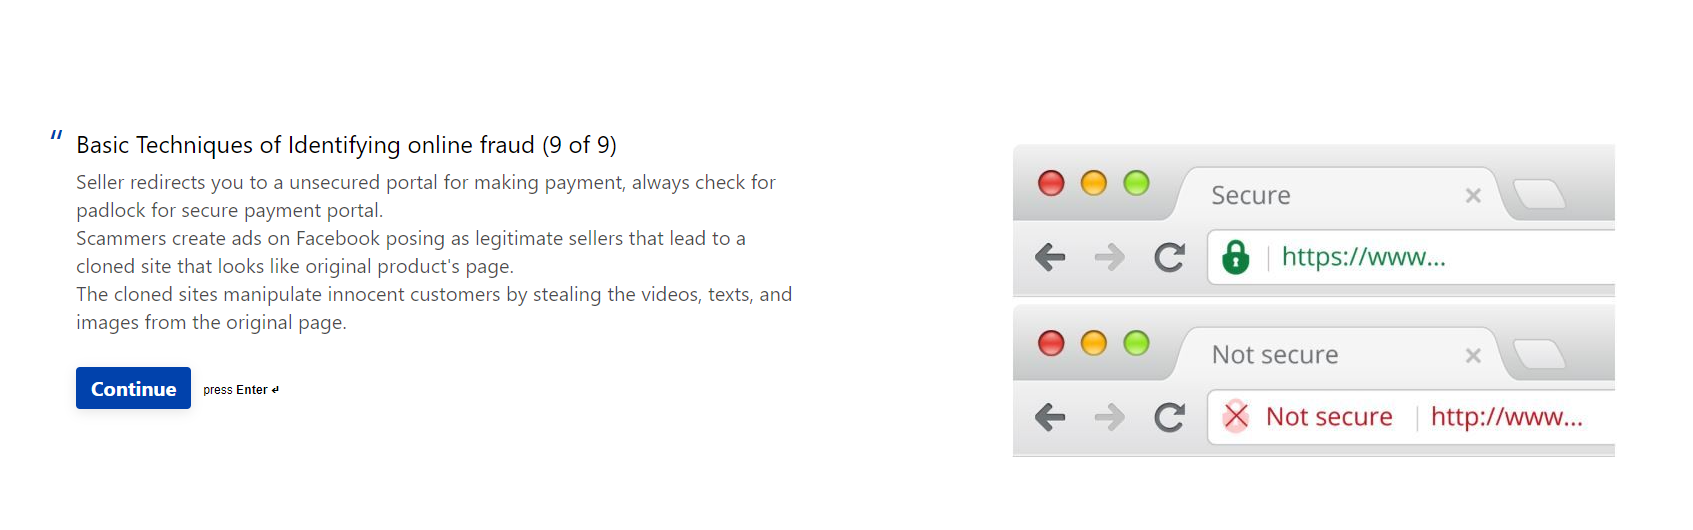 “ Basic Techniques of Identifying online fraud (9 of 9)
Seller redirects you to a unsecured portal for making payment, always check for
padlock for secure payment portal.
Scammers create ads on Facebook posing as legitimate sellers that lead to a
cloned site that looks like original product's page.
The cloned sites manipulate innocent customers by stealing the videos, texts, and
images from the original page.
Continue press Enter ↵
Secure
https://www...
Not secure
Not secure | http://www...